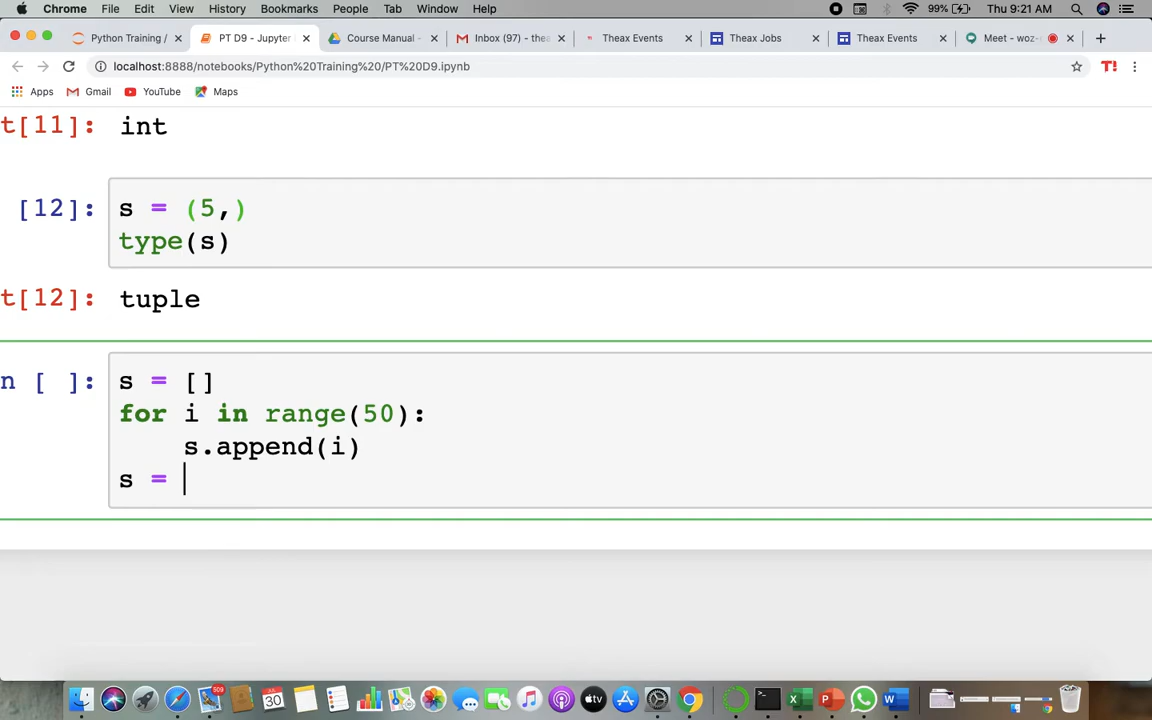 Chrome File Edit View History Bookmarks People Tab Window Help 99% Thu 9:21 AM
Python Training / PT D9 - Jupyter Course Manual - Inbox (97) - thea Theax Events Theax Jobs Theax Events Meet - woz-
localhost:8888/notebooks/Python%20Training%20/PT%20D9.ipynb T!
Apps Gmail YouTube Maps
t[11]: int
[12]: s = (5,)
type(s)
t[12]: tuple
n [ ]: s = []
for i in range(50):
s.append(i)
s =
509 30